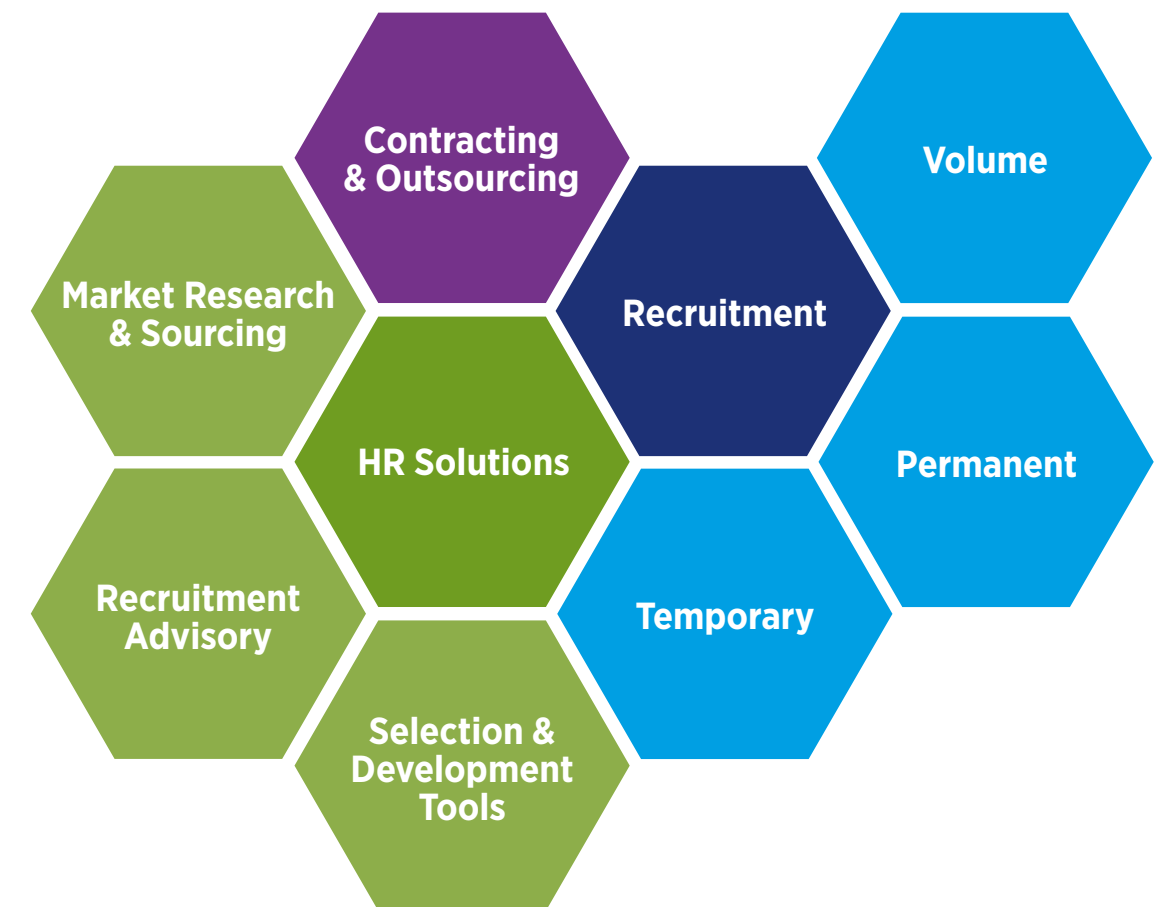 Contracting
& Outsourcing
Volume
Market Research
& Sourcing
Recruitment
HR Solutions
Permanent
Recruitment
Advisory
Temporary
Selection &
Development
Tools